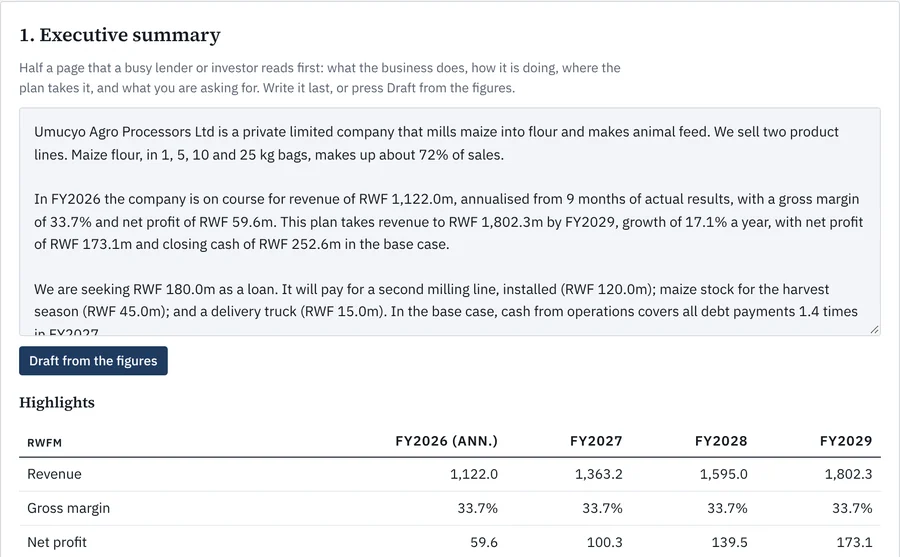 1. Executive summary
Half a page that a busy lender or investor reads first: what the business does, how it is doing, where the
plan takes it, and what you are asking for. Write it last, or press Draft from the figures.
Umucyo Agro Processors Ltd is a private limited company that mills maize into flour and makes animal feed. We sell two product
lines. Maize flour, in 1, 5, 10 and 25 kg bags, makes up about 72% of sales.
In FY2026 the company is on course for revenue of RWF 1,122.0m, annualised from 9 months of actual results, with a gross margin
of 33.7% and net profit of RWF 59.6m. This plan takes revenue to RWF 1,802.3m by FY2029, growth of 17.1% a year, with net profit
of RWF 173.1m and closing cash of RWF 252.6m in the base case.
We are seeking RWF 180.0m as a loan. It will pay for a second milling line, installed (RWF 120.0m); maize stock for the harvest
season (RWF 45.0m); and a delivery truck (RWF 15.0m). In the base case, cash from operations covers all debt payments 1.4 times
in FY2027
Draft from the figures
Highlights
RWFM FY2026 (ANN.) FY2027 FY2028 FY2029
Revenue 1,122.0 1,363.2 1,595.0 1,802.3
Gross margin 33.7% 33.7% 33.7% 33.7%
Net profit 59.6 100.3 139.5 173.1